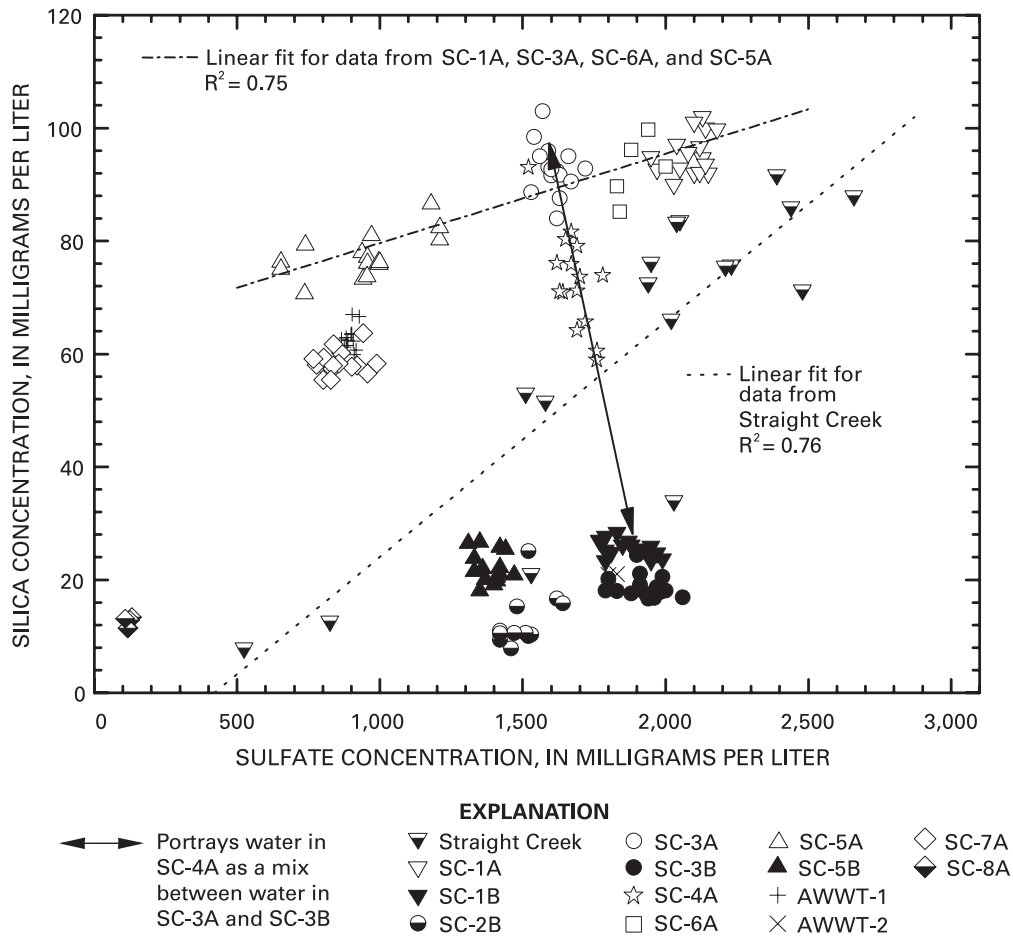 120
100
80
60
40
20
0
SILICA CONCENTRATION, IN MILLIGRAMS PER LITER
Linear fit for data from SC-1A, SC-3A, SC-6A, and SC-5A
R² = 0.75
Linear fit for
data from
Straight Creek
R² = 0.76
0 500 1,000 1,500 2,000 2,500 3,000
SULFATE CONCENTRATION, IN MILLIGRAMS PER LITER
EXPLANATION
Portrays water in
SC-4A as a mix
between water in
SC-3A and SC-3B
Straight Creek
SC-1A
SC-1B
SC-2B
SC-3A
SC-3B
SC-4A
SC-6A
SC-5A
SC-5B
AWWT-1
AWWT-2
SC-7A
SC-8A